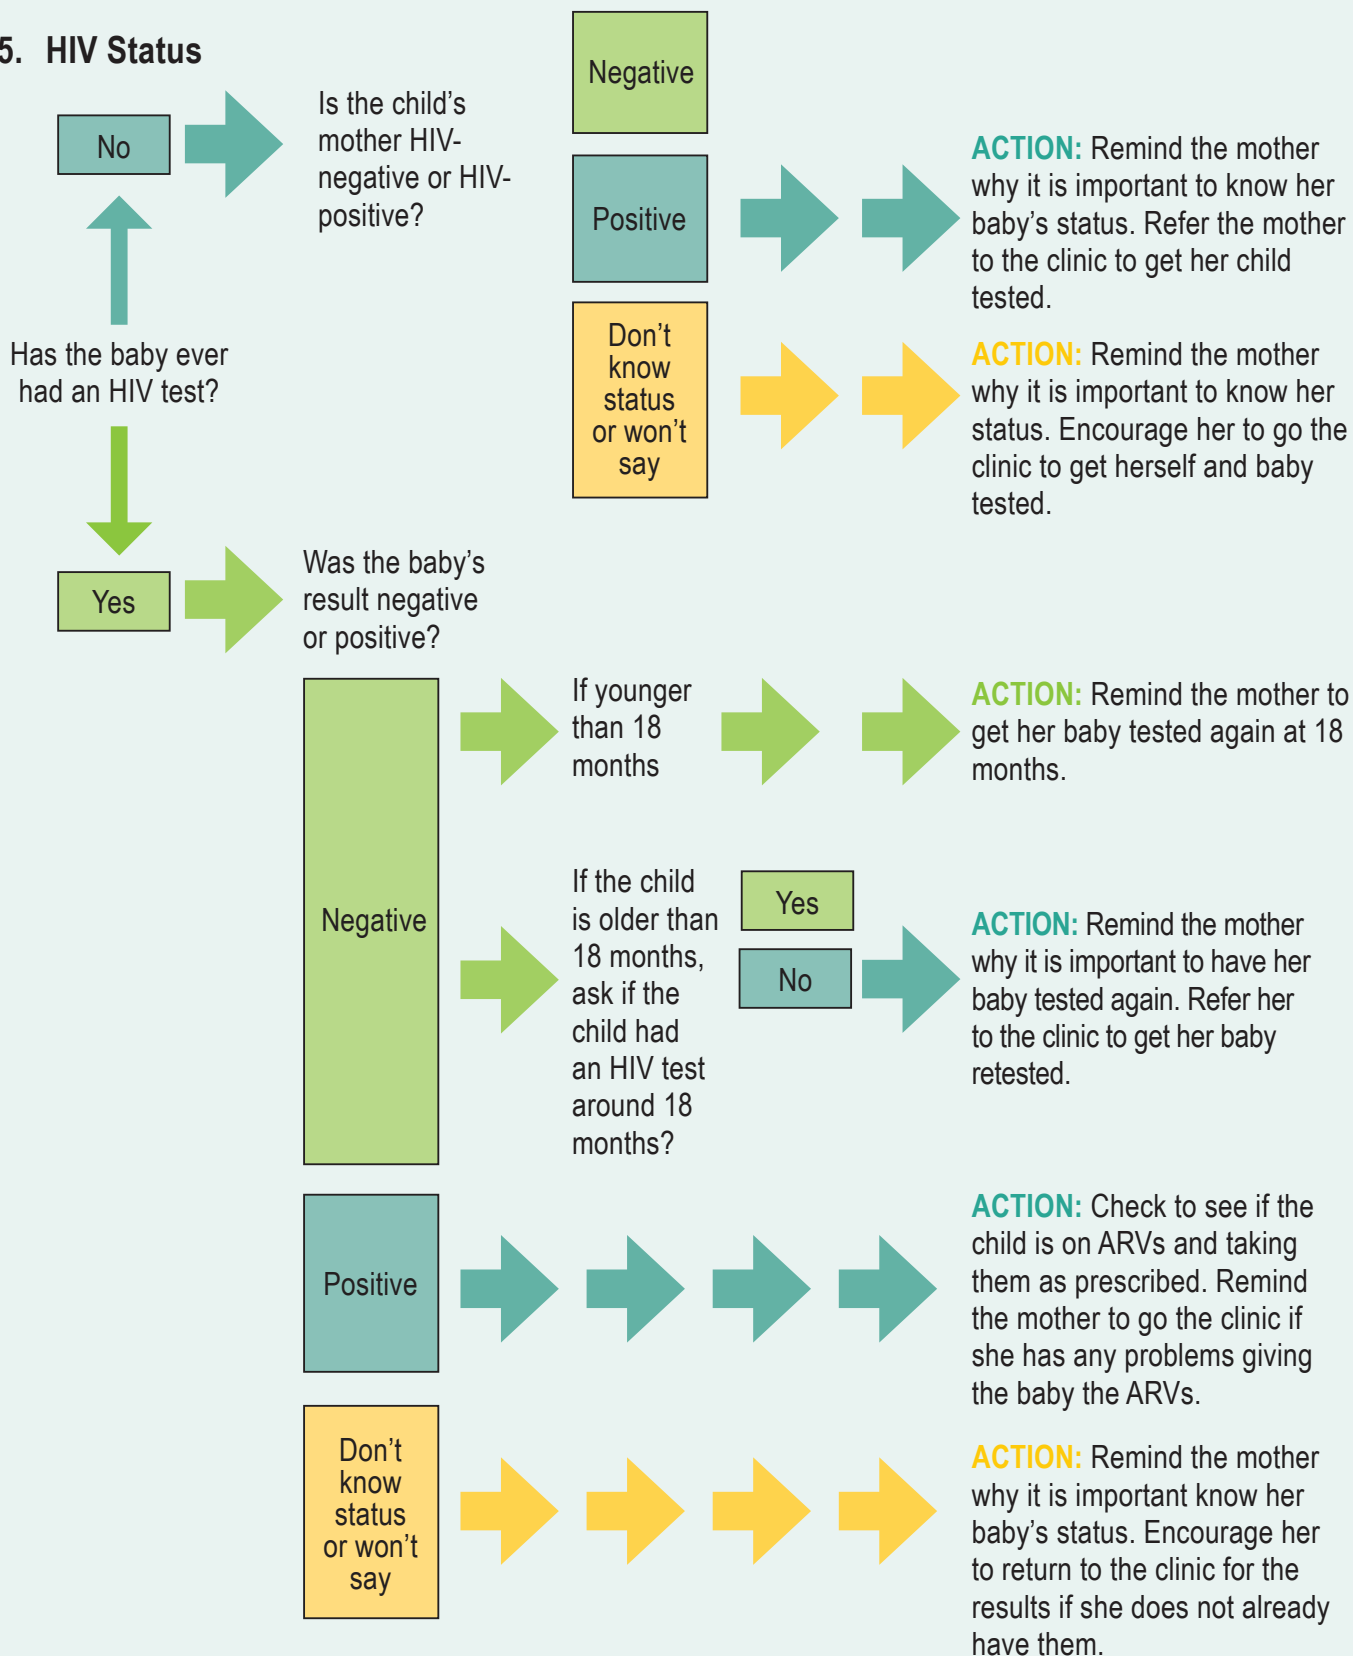 5. HIV Status
No
Is the child's
mother HIV-
negative or HIV-
positive?
Negative
Positive
ACTION: Remind the mother
why it is important to know her
baby's status. Refer the mother
to the clinic to get her child
tested.
Don't
know
status
or won't
say
ACTION: Remind the mother
why it is important to know her
status. Encourage her to go the
clinic to get herself and baby
tested.
Has the baby ever
had an HIV test?
Yes
Was the baby's
result negative
or positive?
Negative
If younger
than 18
months
ACTION: Remind the mother to
get her baby tested again at 18
months.
If the child
is older than
18 months,
ask if the
child had
an HIV test
around 18
months?
Yes
No
ACTION: Remind the mother
why it is important to have her
baby tested again. Refer her
to the clinic to get her baby
retested.
Positive
ACTION: Check to see if the
child is on ARVs and taking
them as prescribed. Remind
the mother to go the clinic if
she has any problems giving
the baby the ARVs.
Don't
know
status
or won't
say
ACTION: Remind the mother
why it is important know her
baby's status. Encourage her
to return to the clinic for the
results if she does not already
have them.